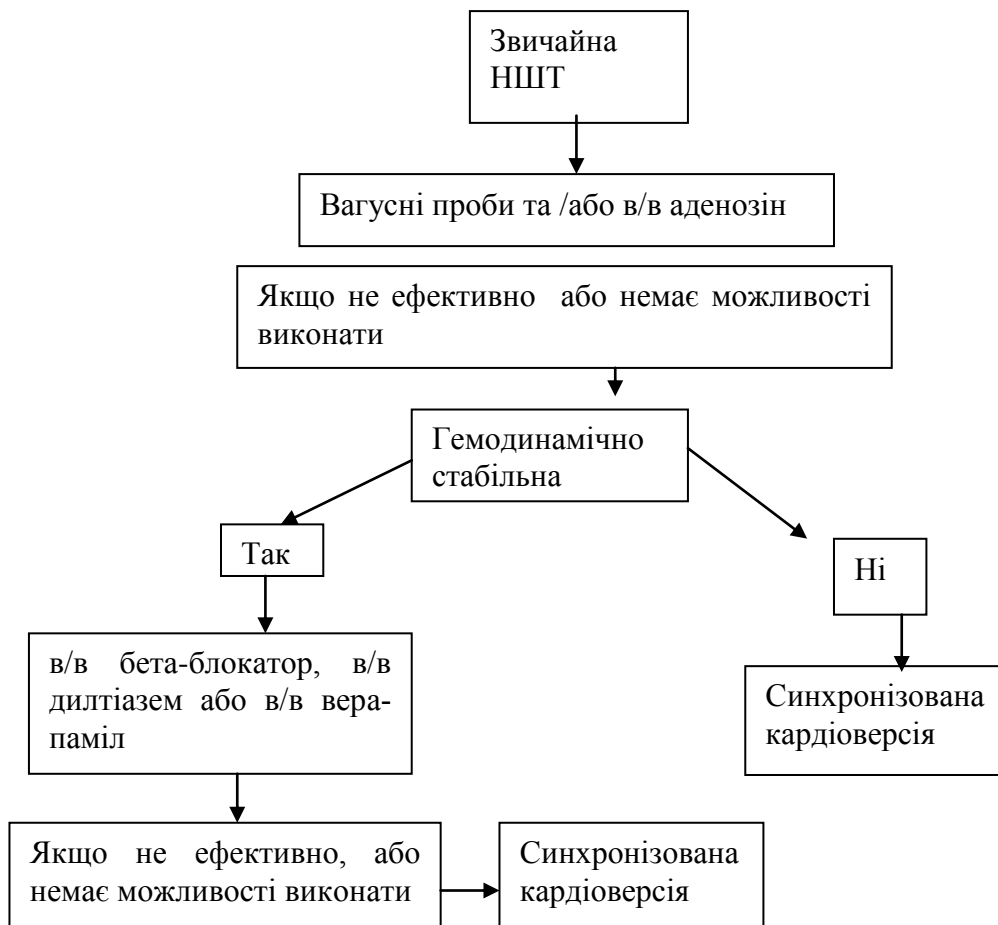 Звичайна
НШТ
Вагусні проби та /або в/в аденозін
Якщо не ефективно або немає можливості
виконати
Гемодинамічно
стабільна
Так
Ні
в/в бета-блокатор, в/в
дилтіазем або в/в вера-
паміл
Синхронізована
кардіоверсія
Якщо не ефективно, або
немає можливості виконати
Синхронізована
кардіоверсія